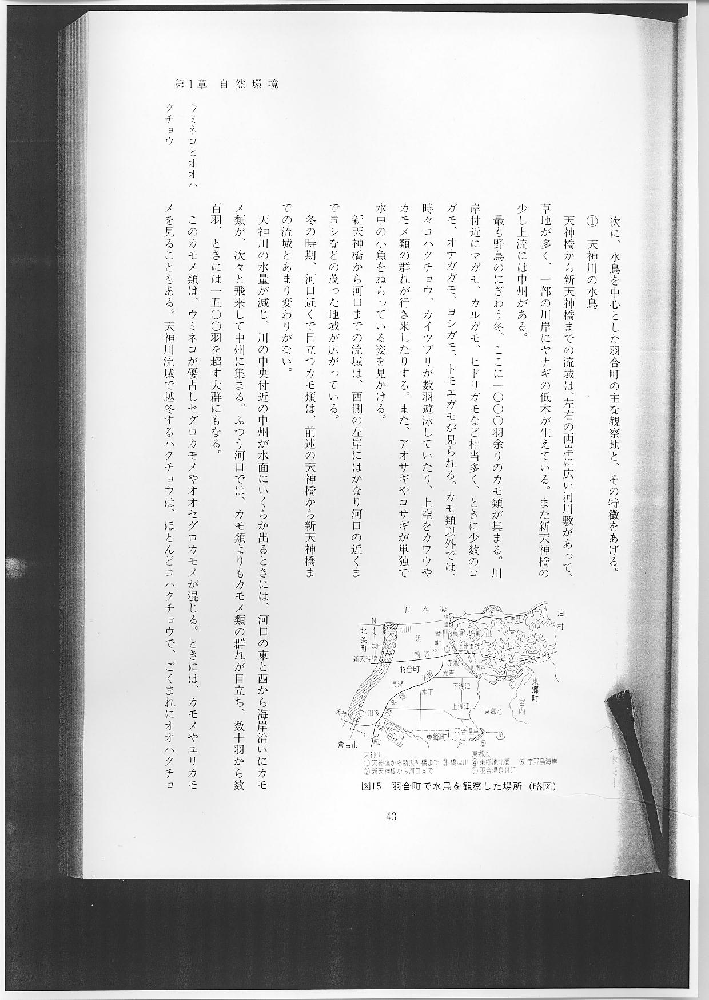 第1章　自然環境
次に、水鳥を中心とした羽合町の主な観察地と、その特徴をあげる。
①　天神川の水鳥
天神橋から新天神橋までの流域は、左右の両岸に広い河川敷があって、
草地が多く、一部の川岸にヤナギの低木が生えている。また新天神橋の
少し上流には中州がある。
最も野鳥のにぎわう冬、ここに一〇〇〇羽余りのカモ類が集まる。川
岸付近にマガモ、カルガモ、ヒドリガモなど相当多く、ときに少数のコ
ガモ、オナガガモ、ヨシガモ、トモエガモが見られる。カモ類以外では、
時々コハクチョウ、カイツブリが数羽遊泳していたり、上空をカワウや
カモメ類の群れが行き来したりする。また、アオサギやコサギが単独で
水中の小魚をねらっている姿を見かける。
新天神橋から河口までの流域は、西側の左岸にはかなり河口の近くま
でヨシなどの茂った地域が広がっている。
冬の時期、河口近くで目立つカモ類は、前述の天神橋から新天神橋ま
での流域とあまり変わりがない。
天神川の水量が減じ、川の中央付近の中州が水面にいくらか出るときには、河口の東と西から海岸沿いにカモ
メ類が、次々と飛来して中州に集まる。ふつう河口では、カモ類よりもカモメ類の群れが目立ち、数十羽から数
百羽、ときには一五〇〇羽を超す大群にもなる。
ウミネコとオオハ
クチョウ
このカモメ類は、ウミネコが優占しセグロカモメやオオセグロカモメが混じる。ときには、カモメやユリカモ
メを見ることもある。天神川流域で越冬するハクチョウは、ほとんどコハクチョウで、ごくまれにオオハクチョ
日本海
泊村
N
北条町
新川
浜
橋津川
宇野
⑥
馬ノ山
橋津
上橋津
天
②
神
川
①
③
国道
新天神橋
羽合町
赤池
南谷
光吉
久留
④
東郷町
長瀬
水下
下浅津
宮内
上浅津
東郷池
天神橋
田後
179号線
国道
田後山
羽合温泉
⑤
東郷町
倉吉市
天神川
①天神橋から新天神橋まで
②新天神橋から河口まで
③橋津川
東郷池
④東郷池北面
⑤羽合温泉付近
⑥宇野島海岸
図15　羽合町で水鳥を観察した場所（略図）
43